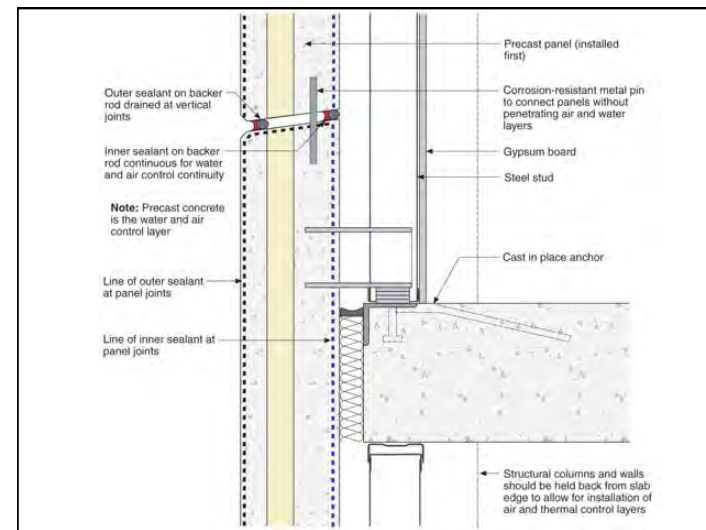 Outer sealant on backer
rod drained at vertical
joints
Inner sealant on backer
rod continuous for water
and air control continuity
Note: Precast concrete
is the water and air
control layer
Line of outer sealant
at panel joints
Line of inner sealant at
panel joints
Precast panel (installed
first)
Corrosion-resistant metal pin
to connect panels without
penetrating air and water
layers
Gypsum board
Steel stud
Cast in place anchor
Structural columns and walls
should be held back from slab
edge to allow for installation of
air and thermal control layers